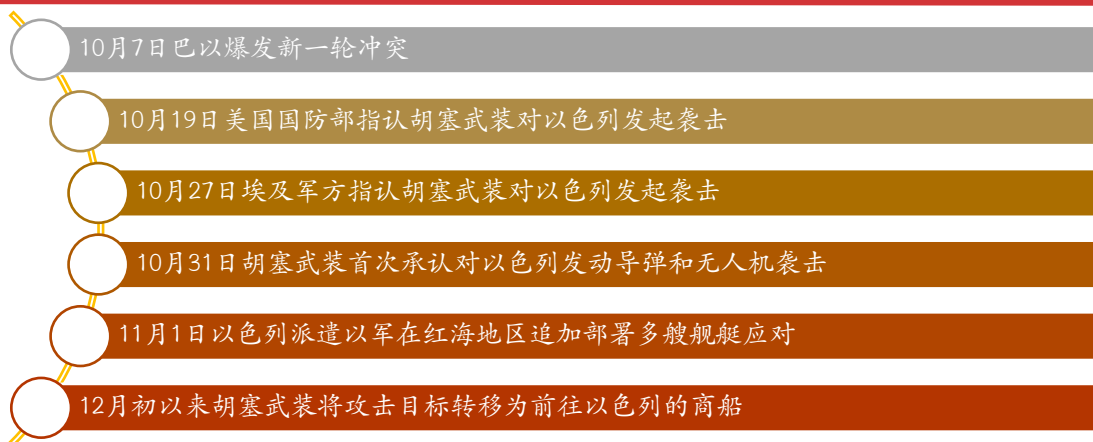 10月7日巴以爆发新一轮冲突
10月19日美国国防部指认胡塞武装对以色列发起袭击
10月27日埃及军方指认胡塞武装对以色列发起袭击
10月31日胡塞武装首次承认对以色列发动导弹和无人机袭击
11月1日以色列派遣以军在红海地区追加部署多艘舰艇应对
12月初以来胡塞武装将攻击目标转移为前往以色列的商船